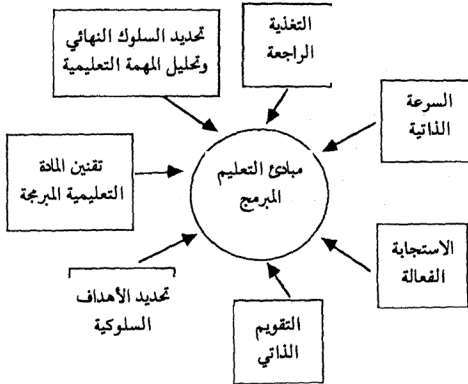 التغذية
الراجعة
تحديد السلوك النهائي
وتحليل المهمة التعليمية
السرعة
الذاتية
مبادئ التعليم
المبرمج
تقنين المادة
التعليمية المبرمجة
الاستجابة
الفعالة
تحديد الأهداف
السلوكية
التقويم
الذاتي